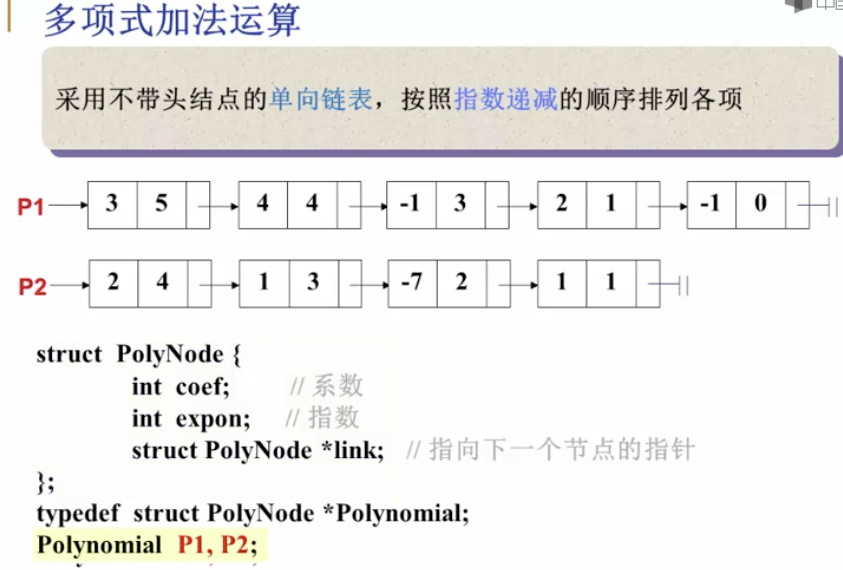 多项式加法运算
采用不带头结点的单向链表，按照指数递减的顺序排列各项
P1 3 5 4 4 -1 3 2 1 -1 0
P2 2 4 1 3 -7 2 1 1
struct PolyNode {
int coef; // 系数
int expon; // 指数
struct PolyNode *link; // 指向下一个节点的指针
};
typedef struct PolyNode *Polynomial;
Polynomial P1, P2;